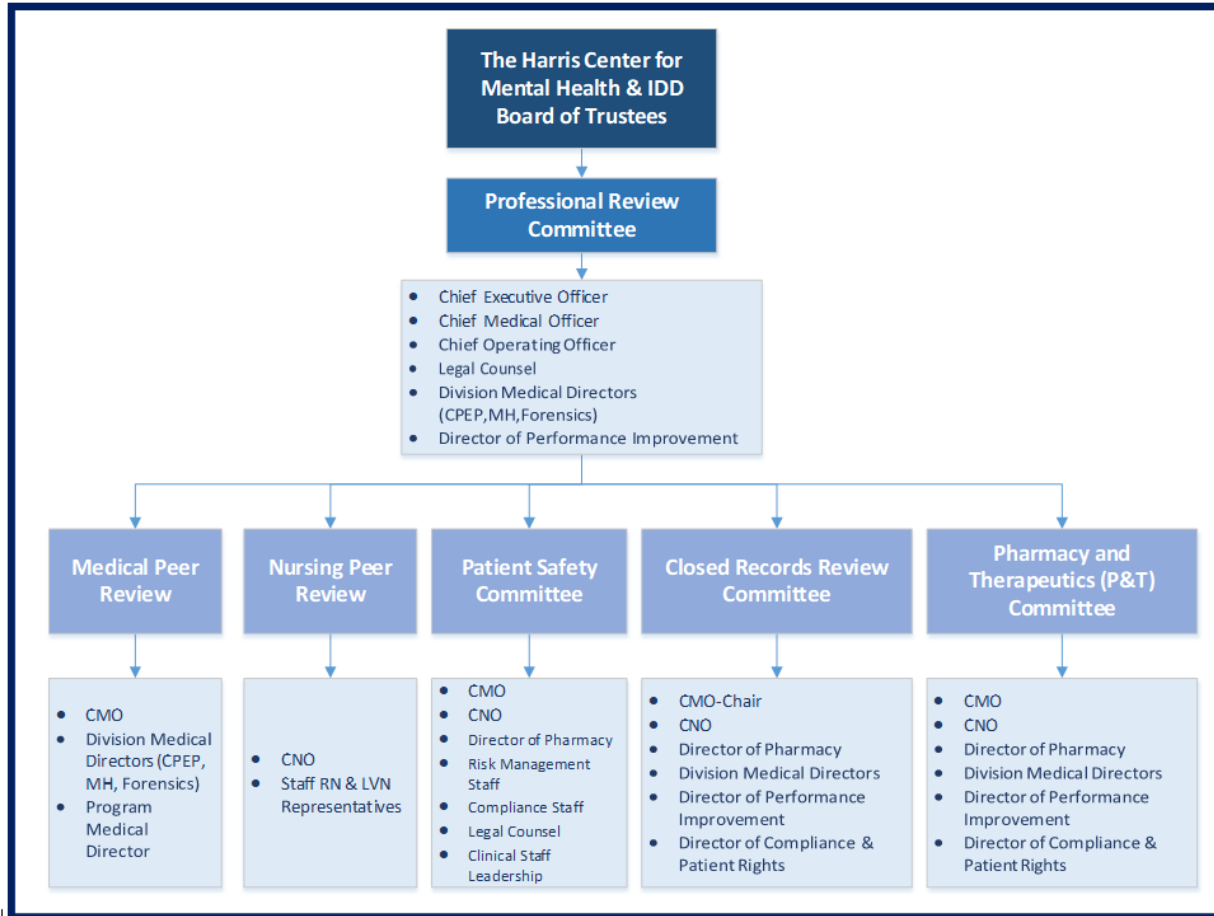 The Harris Center for
Mental Health & IDD
Board of Trustees
Professional Review
Committee
• Chief Executive Officer
• Chief Medical Officer
• Chief Operating Officer
• Legal Counsel
• Division Medical Directors
(CPEP,MH,Forensics)
• Director of Performance Improvement
Medical Peer
Review
Nursing Peer
Review
Patient Safety
Committee
Closed Records Review
Committee
Pharmacy and
Therapeutics (P&T)
Committee
• CMO
• Division Medical
Directors (CPEP,
MH, Forensics)
• Program
Medical
Director
• CNO
• Staff RN & LVN
Representatives
• CMO
• CNO
• Director of Pharmacy
• Risk Management
Staff
• Compliance Staff
• Legal Counsel
• Clinical Staff
Leadership
• CMO-Chair
• CNO
• Director of Pharmacy
• Division Medical Directors
• Director of Performance
Improvement
• Director of Compliance &
Patient Rights
• CMO
• CNO
• Director of Pharmacy
• Division Medical Directors
• Director of Performance
Improvement
• Director of Compliance &
Patient Rights